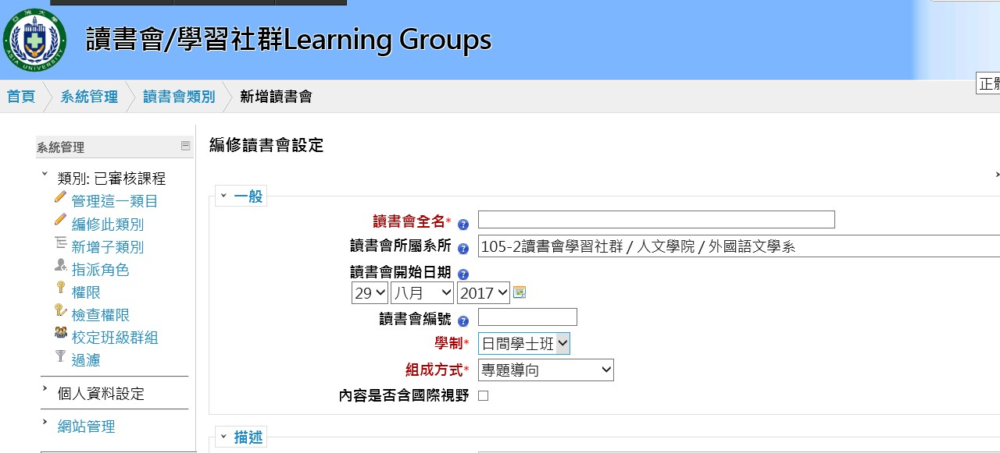 亞洲大學
ASIA UNIVERSITY
讀書會/學習社群Learning Groups
首頁 系統管理 讀書會類別 新增讀書會
系統管理
類別: 已審核課程
管理這一類目
編修此類別
新增子類別
指派角色
權限
檢查權限
校定班級群組
過濾
個人資料設定
網站管理
編修讀書會設定
一般
讀書會全名*
讀書會所屬系所 105-2讀書會學習社群 / 人文學院 / 外國語文學系
讀書會開始日期
29 八月 2017
讀書會編號
學制* 日間學士班
組成方式* 專題導向
內容是否含國際視野
描述